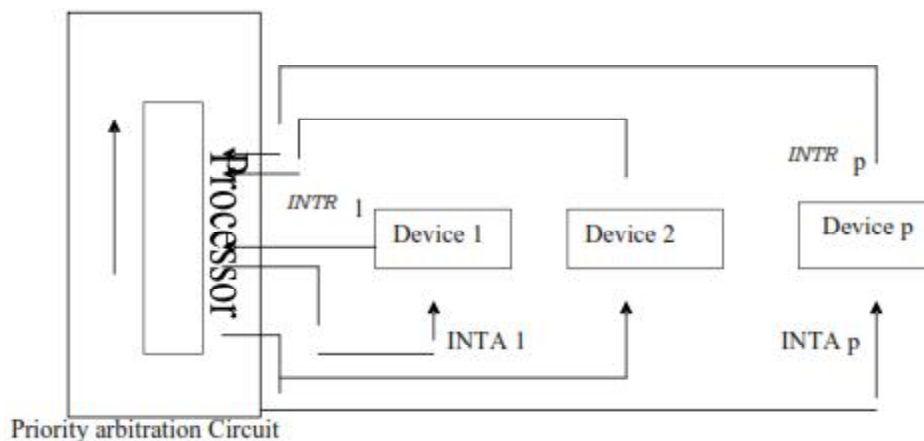 INTR p
Processor
INTR 1
Device 1
Device 2
Device p
INTA 1
INTA p
Priority arbitration Circuit